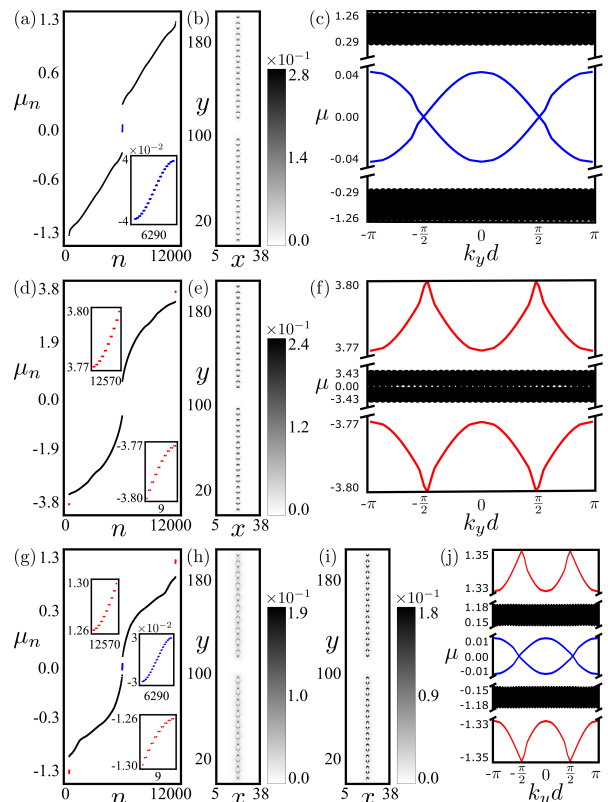 (a)
1.3
0.6
μn
0.0
-0.6
-1.3
×10⁻²
4
-4
6290
0
n
12000
(b)
180
y
100
20
5
x
38
×10⁻¹
2.8
1.4
0.0
(c)
1.26
0.29
0.04
μ
0.00
-0.04
-0.29
-1.26
-π
-π/2
0
π/2
π
kyd
(d)
3.8
1.9
μn
0.0
-1.9
-3.8
3.80
3.77
12570
-3.77
-3.80
9
0
n
12000
(e)
180
y
100
20
5
x
38
×10⁻¹
2.4
1.2
0.0
(f)
3.80
3.77
μ
3.43
0.00
-3.43
-3.77
-3.80
-π
-π/2
0
π/2
π
kyd
(g)
1.3
0.3
μn
0.0
-0.3
-1.3
1.30
1.26
12570
×10⁻²
3
-3
6290
-1.26
-1.30
9
0
n
12000
(h)
180
y
100
20
5
x
38
×10⁻¹
1.9
1.0
0.0
(i)
180
y
100
20
5
x
38
×10⁻¹
1.8
0.9
0.0
(j)
1.35
1.33
1.18
0.15
0.01
μ
0.00
-0.01
-0.15
-1.18
-1.33
-1.35
-π
-π/2
0
π/2
π
kyd